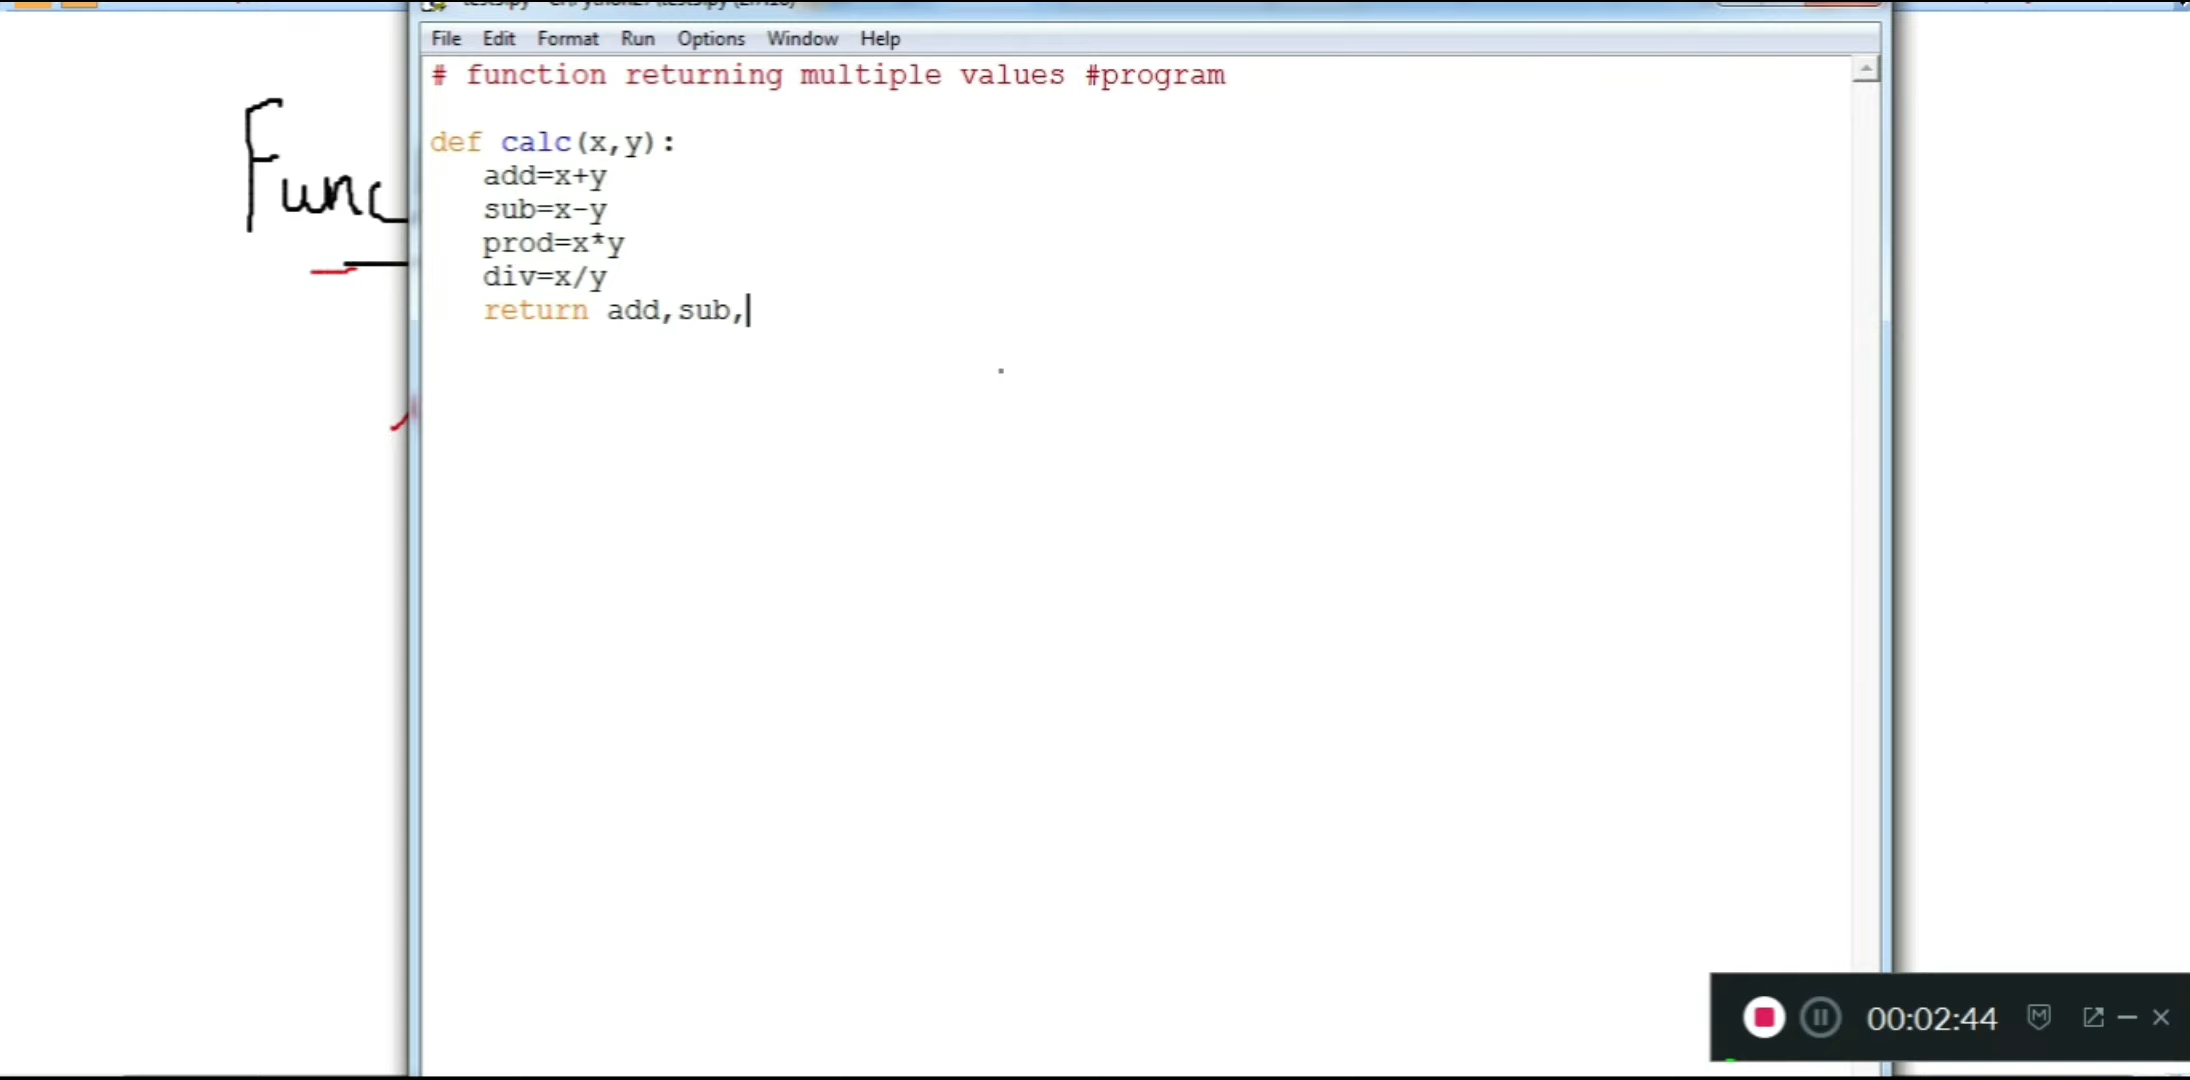 File Edit Format Run Options Window Help
# function returning multiple values #program
def calc(x,y):
add=x+y
sub=x-y
prod=x*y
div=x/y
return add,sub,
Func
00:02:44